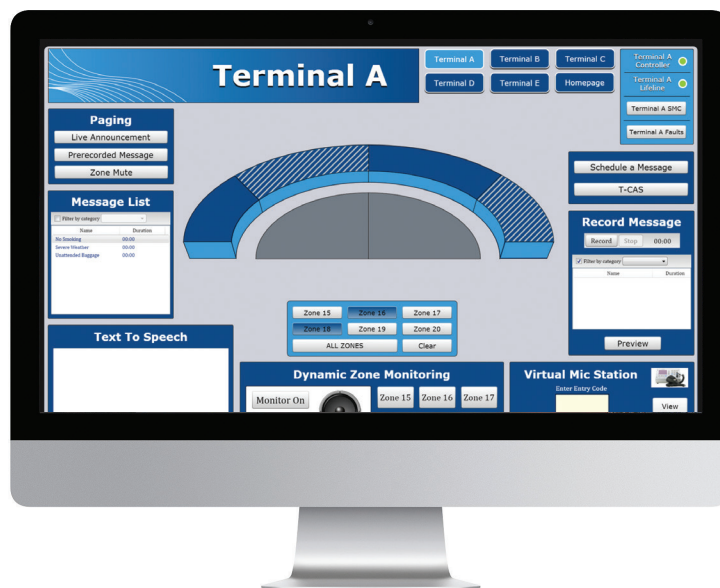 Terminal A
Terminal A
Terminal B
Terminal C
Terminal D
Terminal E
Homepage
Terminal A
Controller
Terminal A
Lifeline
Terminal A SMC
Terminal A Faults
Paging
Live Announcement
Prerecorded Message
Zone Mute
Message List
Filter by category
Name Duration
No Smoking 00:00
Severe Weather 00:00
Unattended Baggage 00:00
Schedule a Message
T-CAS
Record Message
Record Stop 00:00
Filter by category
Name Duration
Preview
Zone 15 Zone 16 Zone 17
Zone 18 Zone 19 Zone 20
ALL ZONES Clear
Text To Speech
Dynamic Zone Monitoring
Monitor On
Zone 15 Zone 16 Zone 17
Virtual Mic Station
Enter Entry Code
View